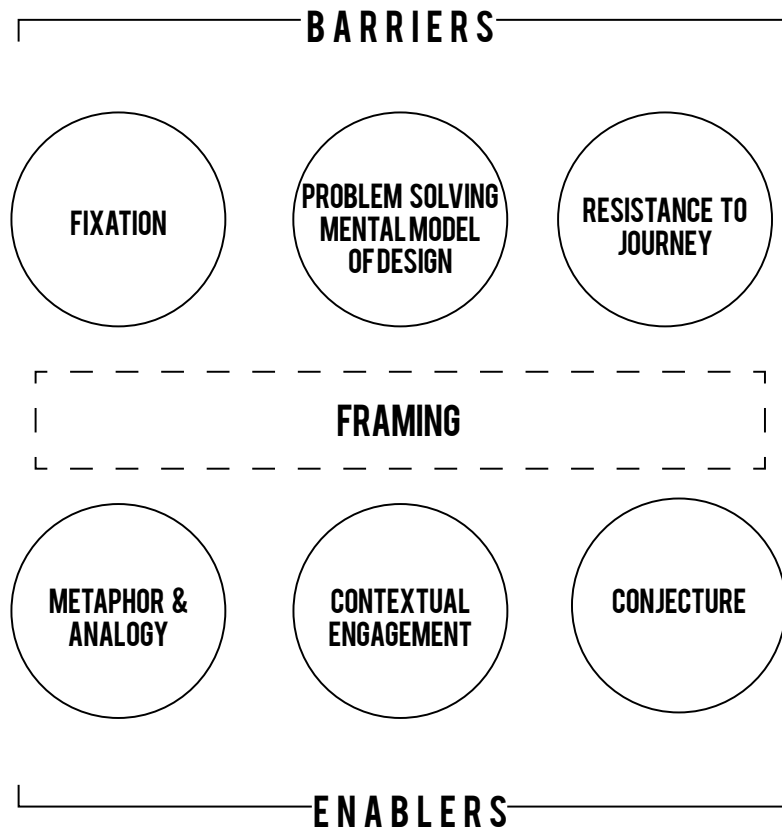 BARRIERS
FIXATION
PROBLEM SOLVING
MENTAL MODEL
OF DESIGN
RESISTANCE TO
JOURNEY
FRAMING
METAPHOR &
ANALOGY
CONTEXTUAL
ENGAGEMENT
CONJECTURE
ENABLERS